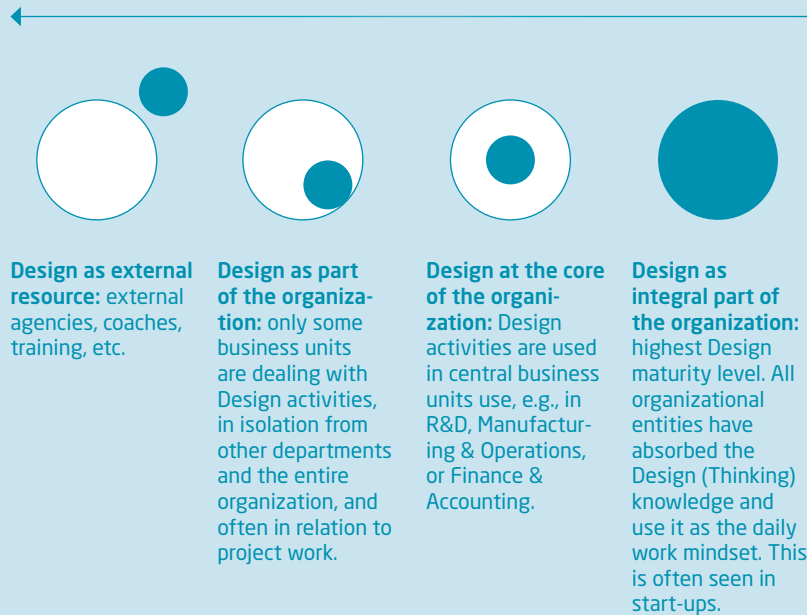 Design as external
resource: external
agencies, coaches,
training, etc.
Design as part
of the organiza-
tion: only some
business units
are dealing with
Design activities,
in isolation from
other departments
and the entire
organization, and
often in relation to
project work.
Design at the core
of the organi-
zation: Design
activities are used
in central business
units use, e.g., in
R&D, Manufactur-
ing & Operations,
or Finance &
Accounting.
Design as
integral part of
the organization:
highest Design
maturity level. All
organizational
entities have
absorbed the
Design (Thinking)
knowledge and
use it as the daily
work mindset. This
is often seen in
start-ups.